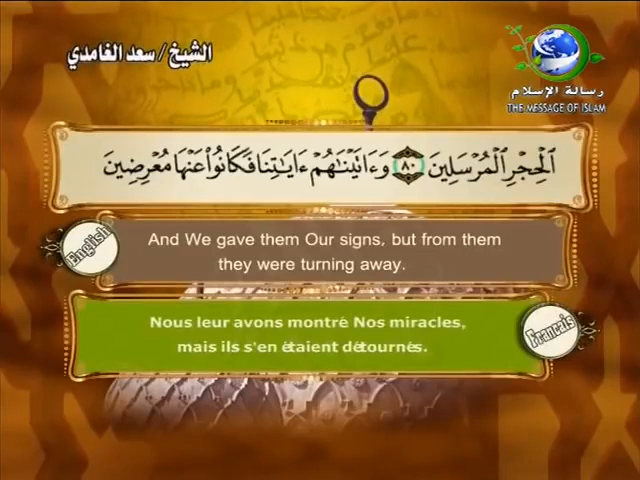 الشيخ / سعد الغامدي
رسالة الإسلام
THE MESSAGE OF ISLAM
ٱلْحِجْرِ ٱلْمُرْسَلِينَ ٨٠ وَءَاتَيْنَـٰهُمْ ءَايَـٰتِنَا فَكَانُوا۟ عَنْهَا مُعْرِضِينَ
English
And We gave them Our signs, but from them
they were turning away.
Nous leur avons montré Nos miracles,
mais ils s'en étaient détournés.
Francais